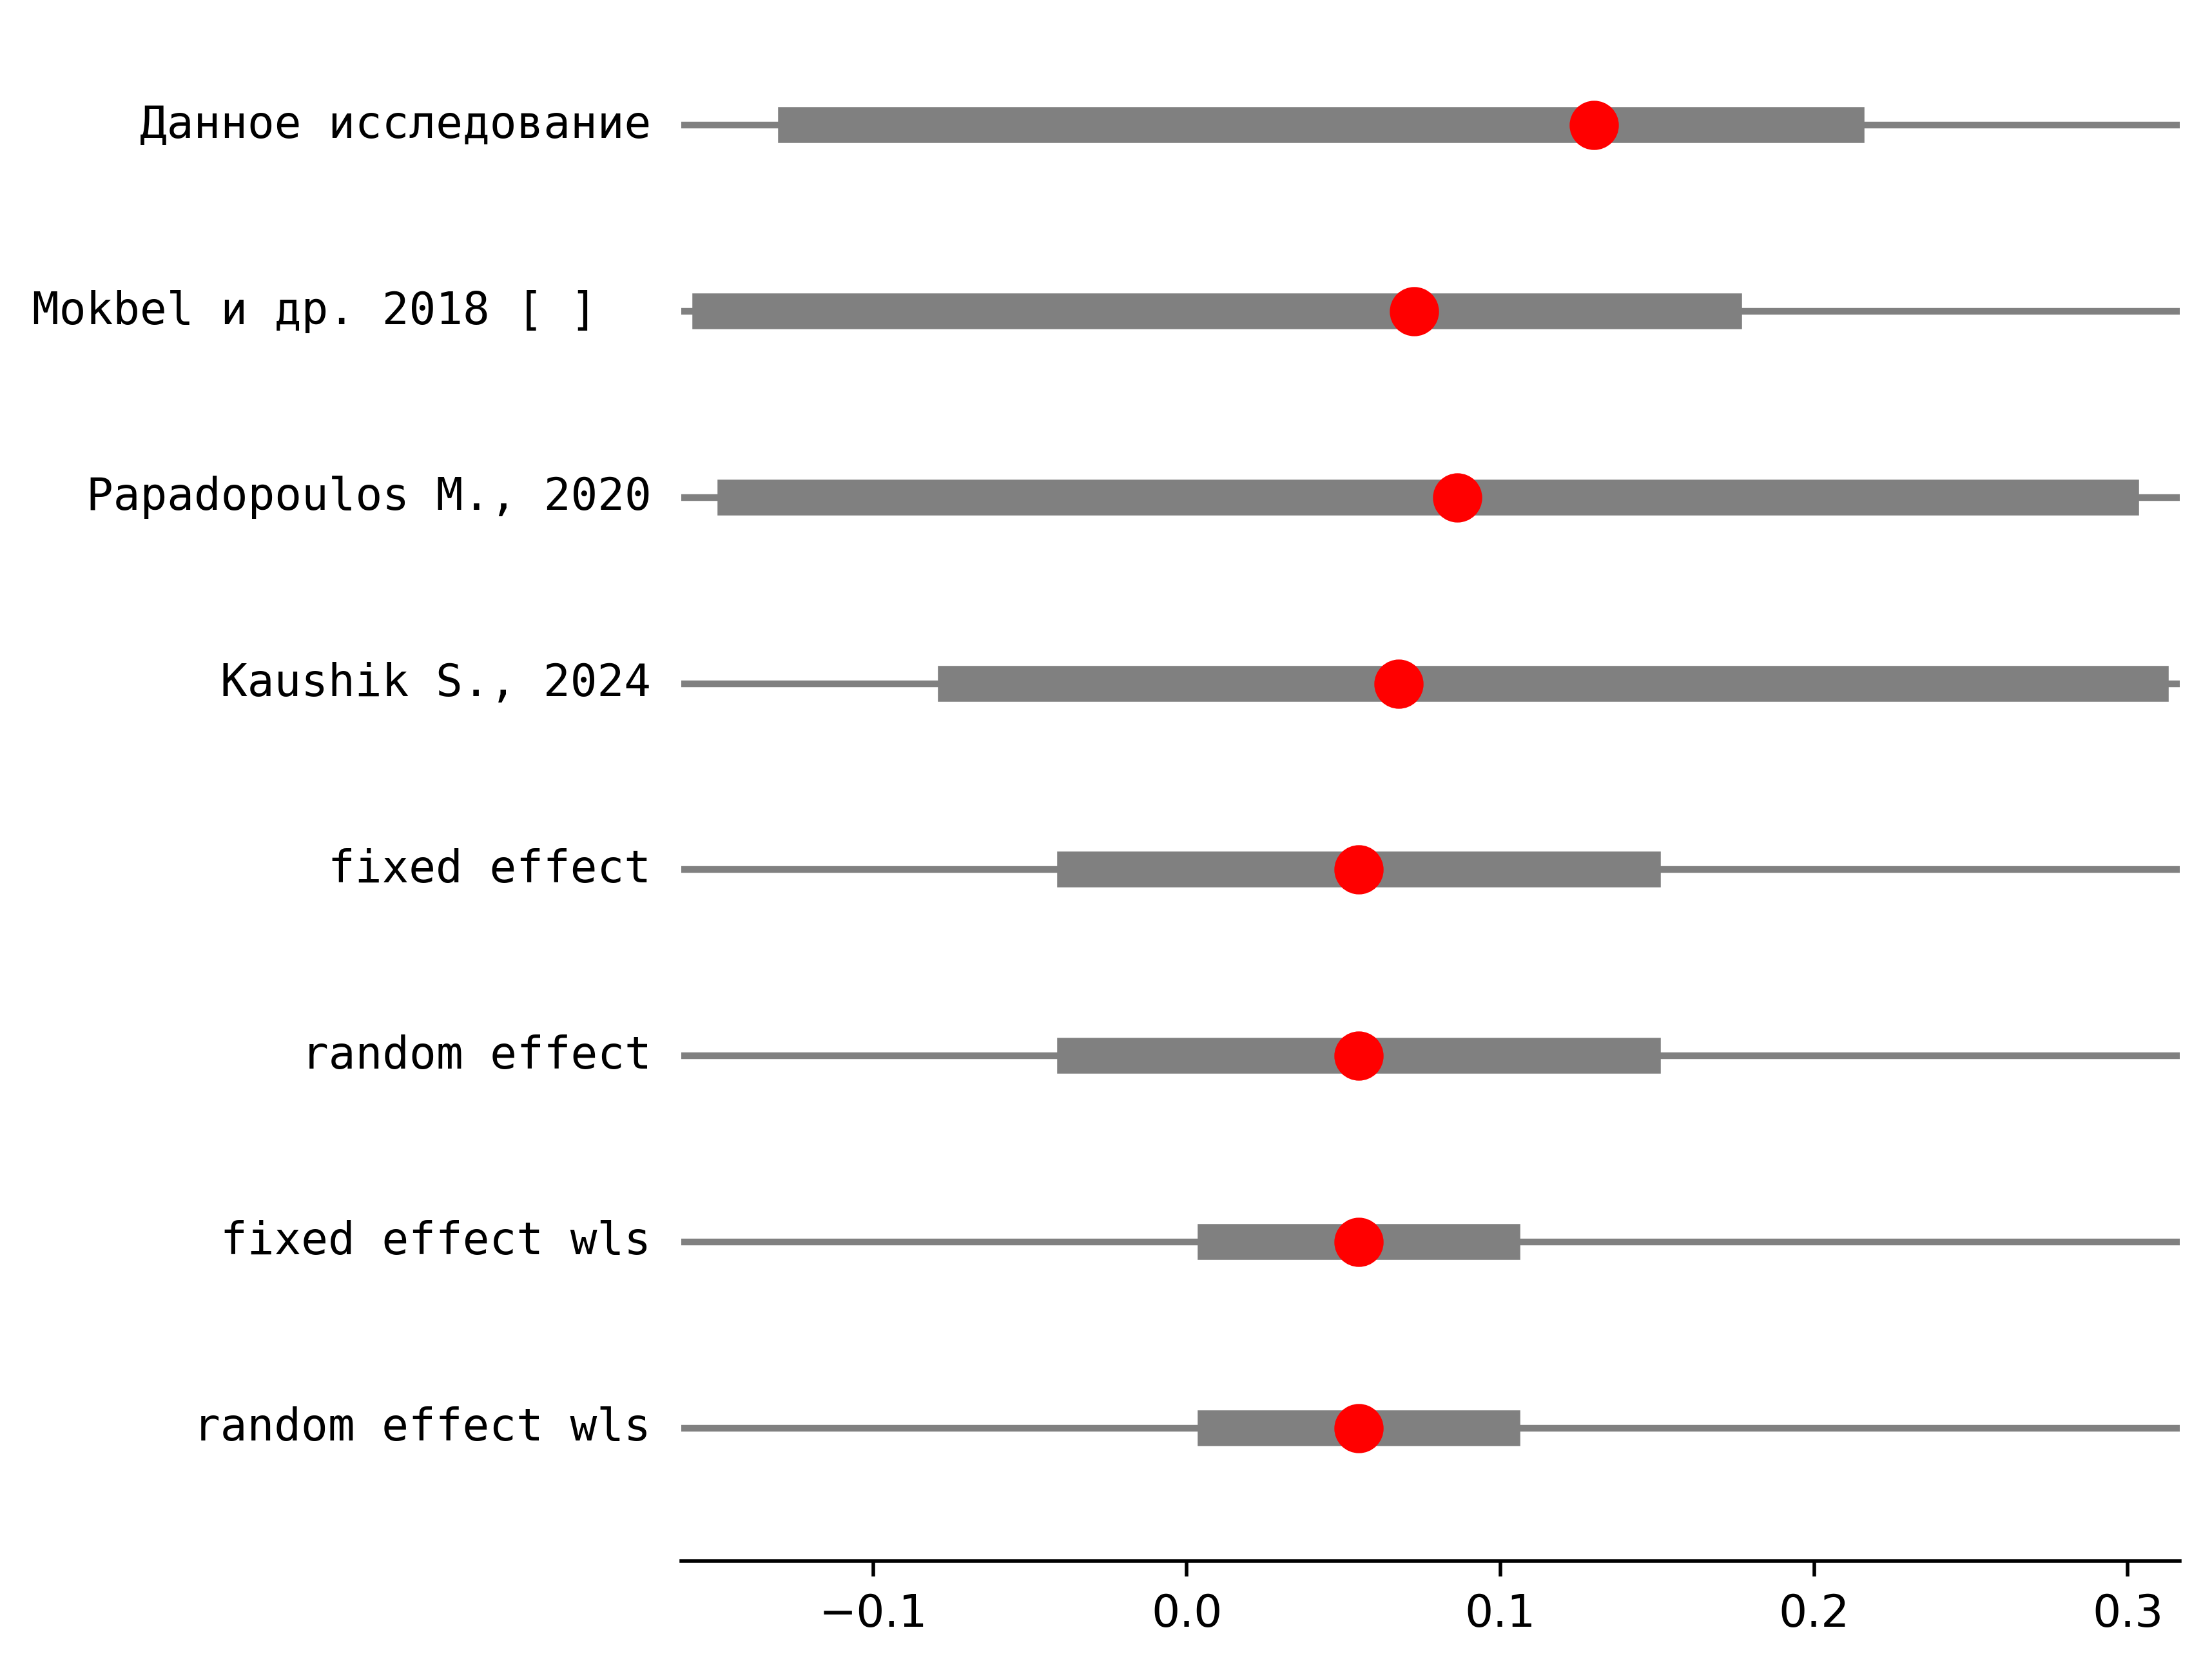 Данное исследование
Mokbel и др. 2018 [ ]
Papadopoulos M., 2020
Kaushik S., 2024
fixed effect
random effect
fixed effect wls
random effect wls
−0.1 0.0 0.1 0.2 0.3